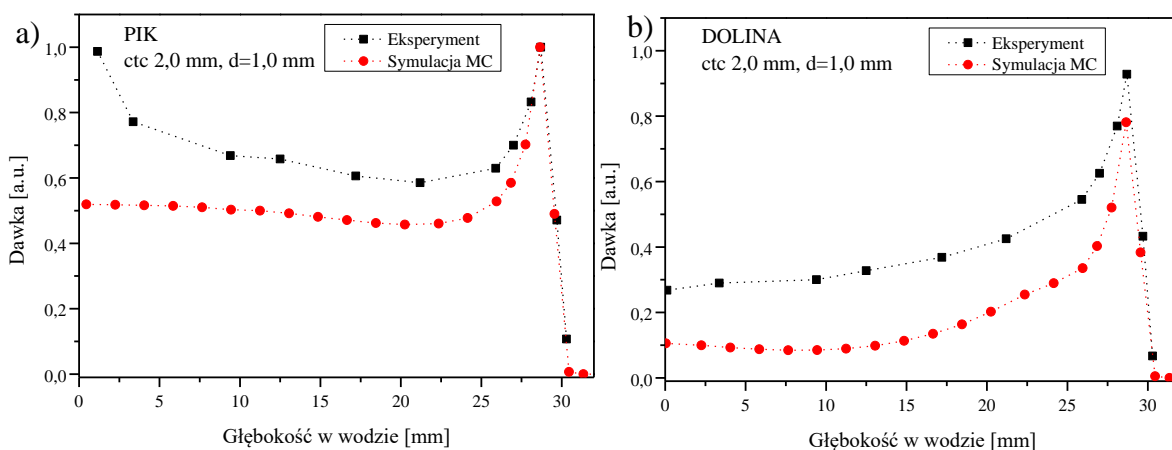 a)
PIK
ctc 2,0 mm, d=1,0 mm
Eksperyment
Symulacja MC
Dawka [a.u.]
1,0
0,8
0,6
0,4
0,2
0,0
0 5 10 15 20 25 30
Głębokość w wodzie [mm]
b)
DOLINA
ctc 2,0 mm, d=1,0 mm
Eksperyment
Symulacja MC
Dawka [a.u.]
1,0
0,8
0,6
0,4
0,2
0,0
0 5 10 15 20 25 30
Głębokość w wodzie [mm]